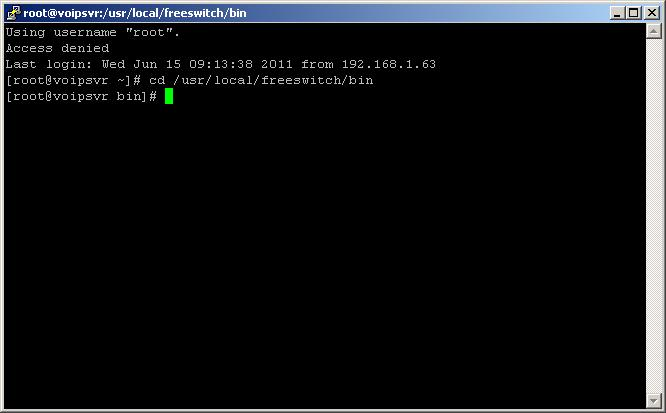 root@voipsvr:/usr/local/freeswitch/bin
Using username "root".
Access denied
Last login: Wed Jun 15 09:13:38 2011 from 192.168.1.63
[root@voipsvr ~]# cd /usr/local/freeswitch/bin
[root@voipsvr bin]#